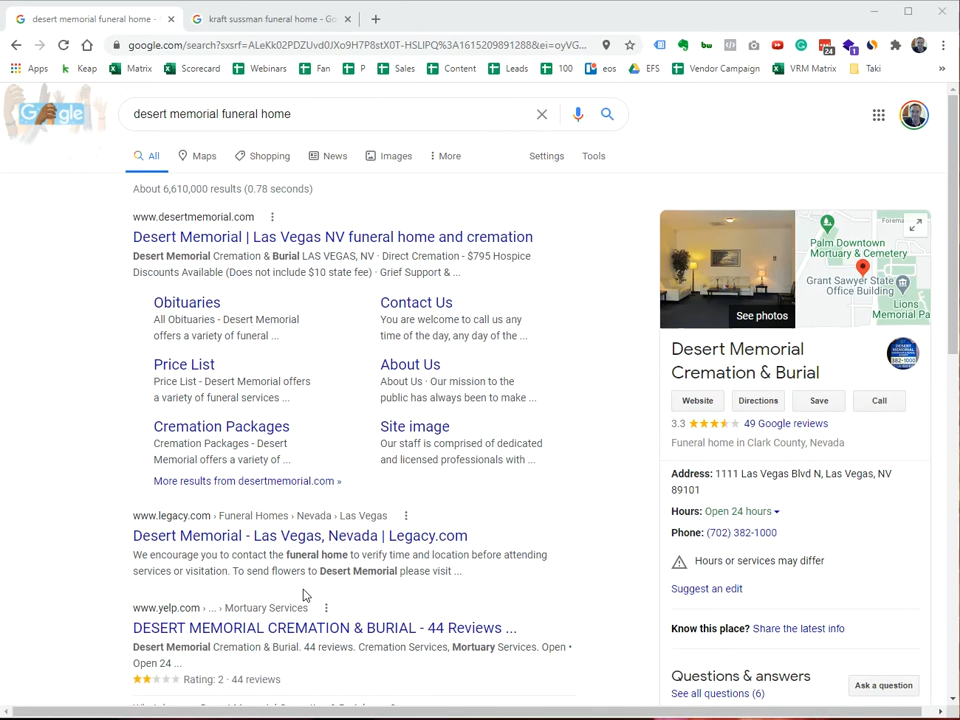 desert memorial funeral home -
kraft sussman funeral home - Go
google.com/search?sxsrf=ALeKk02PDZUvd0JXo9H7P8stX0T-HSLIPQ%3A1615209891288&ei=oyVG...
24
1
Apps
Keap
Matrix
Scorecard
Webinars
Fan
P
Sales
Content
Leads
100
eos
EFS
Vendor Campaign
VRM Matrix
Taki
»
Google
desert memorial funeral home
All
Maps
Shopping
News
Images
More
Settings
Tools
About 6,610,000 results (0.78 seconds)
www.desertmemorial.com
Desert Memorial | Las Vegas NV funeral home and cremation
Desert Memorial Cremation & Burial LAS VEGAS, NV · Direct Cremation - $795 Hospice
Discounts Available (Does not include $10 state fee) · Grief Support & ...
Obituaries
All Obituaries - Desert Memorial
offers a variety of funeral ...
Contact Us
You are welcome to call us any
time of the day, any day of the ...
Price List
Price List - Desert Memorial offers
a variety of funeral services ...
About Us
About Us · Our mission to the
public has always been to make ...
Cremation Packages
Cremation Packages - Desert
Memorial offers a variety of ...
Site image
Our staff is comprised of dedicated
and licensed professionals with ...
More results from desertmemorial.com »
www.legacy.com › Funeral Homes › Nevada › Las Vegas
Desert Memorial - Las Vegas, Nevada | Legacy.com
We encourage you to contact the funeral home to verify time and location before attending
services or visitation. To send flowers to Desert Memorial please visit ...
www.yelp.com › ... › Mortuary Services
DESERT MEMORIAL CREMATION & BURIAL - 44 Reviews ...
Desert Memorial Cremation & Burial. 44 reviews. Cremation Services, Mortuary Services. Open •
Open 24 ...
Rating: 2 · 44 reviews
See photos
Forema
Palm Downtown
Mortuary & Cemetery
Grant Sawyer State
Office Building
Lions
Memorial Pa
Desert Memorial
Cremation & Burial
DESERT
MEMORIAL
382-1000
Website
Directions
Save
Call
3.3
49 Google reviews
Funeral home in Clark County, Nevada
Address: 1111 Las Vegas Blvd N, Las Vegas, NV
89101
Hours: Open 24 hours
Phone: (702) 382-1000
Hours or services may differ
Suggest an edit
Know this place? Share the latest info
Questions & answers
See all questions (6)
Ask a question